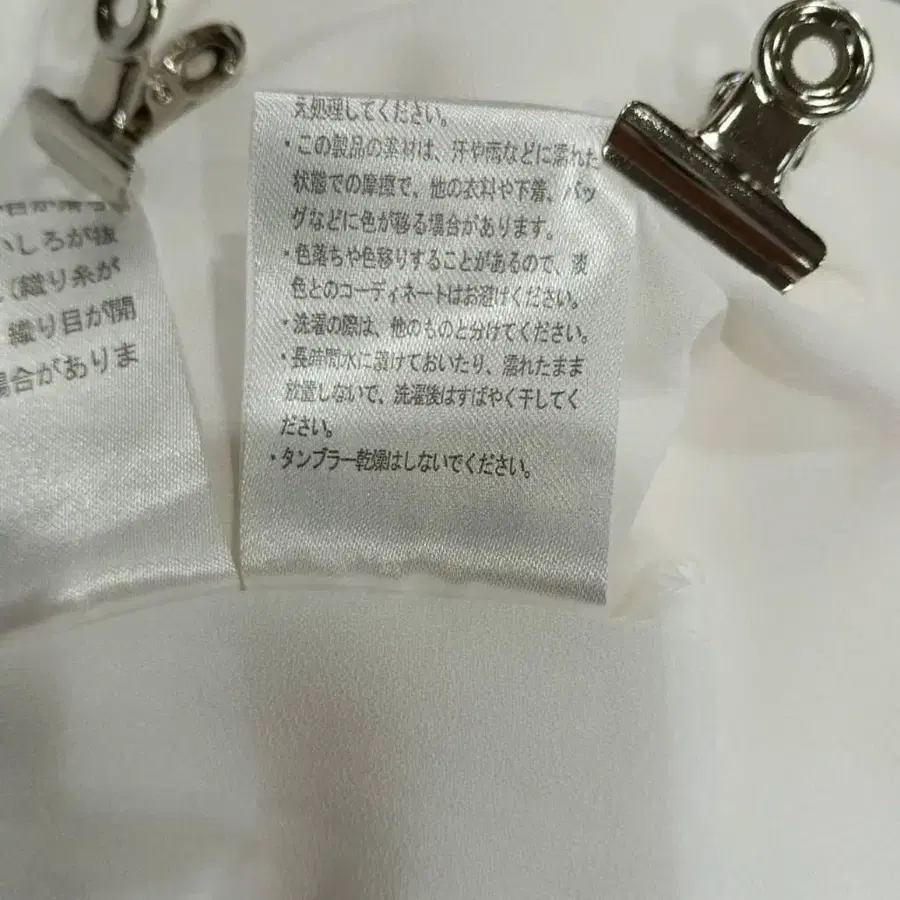 いしろが抜
(織り糸が
織り目が開
場合がありま
え処理してください。
・この製品の素材は、汗や雨などに濡れた
状態での摩擦で、他の衣料や下着、バッ
グなどに色が移る場合があります。
・色落ちや色移りすることがあるので、淡
色とのコーディネートはお避けください。
・洗濯の際は、他のものと分けてください。
・長時間水に漬けておいたり、濡れたまま
放置しないで、洗濯後はすばやく干してく
ださい。
・タンブラー乾燥はしないでください。